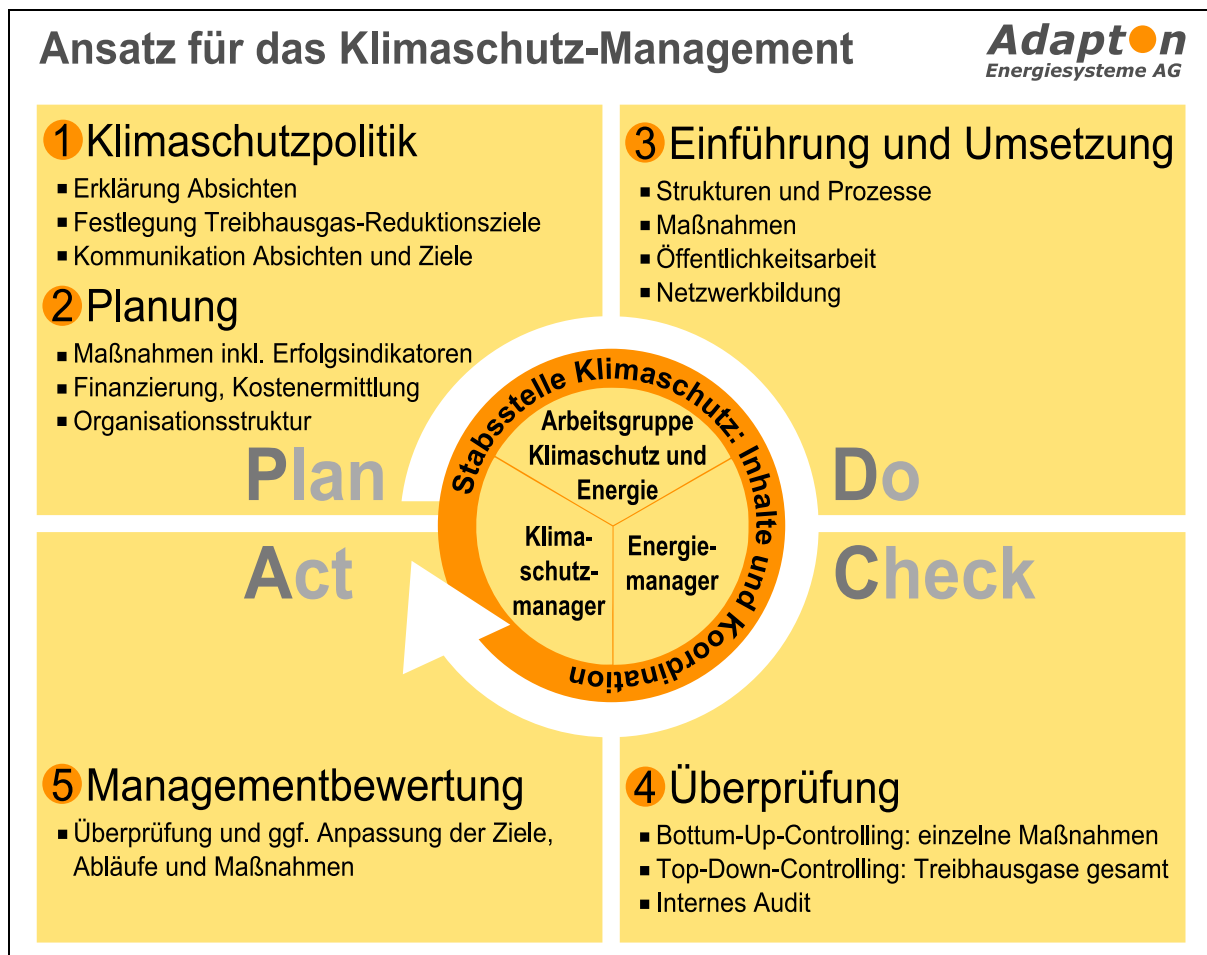 Ansatz für das Klimaschutz-Management
Adapton
Energiesysteme AG
1 Klimaschutzpolitik
▪ Erklärung Absichten
▪ Festlegung Treibhausgas-Reduktionsziele
▪ Kommunikation Absichten und Ziele
2 Planung
▪ Maßnahmen inkl. Erfolgsindikatoren
▪ Finanzierung, Kostenermittlung
▪ Organisationsstruktur
Plan
3 Einführung und Umsetzung
▪ Strukturen und Prozesse
▪ Maßnahmen
▪ Öffentlichkeitsarbeit
▪ Netzwerkbildung
Do
Stabsstelle Klimaschutz: Inhalte und Koordination
Arbeitsgruppe
Klimaschutz und
Energie
Klima-
schutz-
manager
Energie-
manager
Act
Check
5 Managementbewertung
▪ Überprüfung und ggf. Anpassung der Ziele,
Abläufe und Maßnahmen
4 Überprüfung
▪ Bottum-Up-Controlling: einzelne Maßnahmen
▪ Top-Down-Controlling: Treibhausgase gesamt
▪ Internes Audit